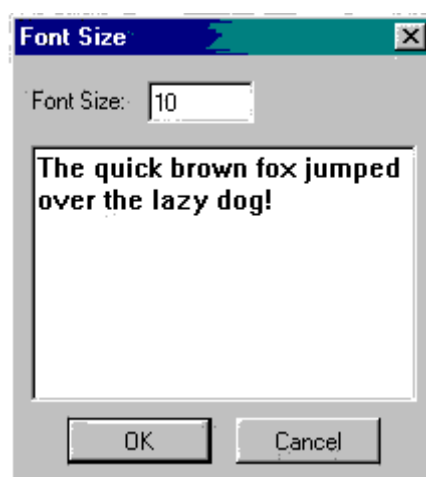 Font Size
Font Size: 10
The quick brown fox jumped
over the lazy dog!
OK Cancel